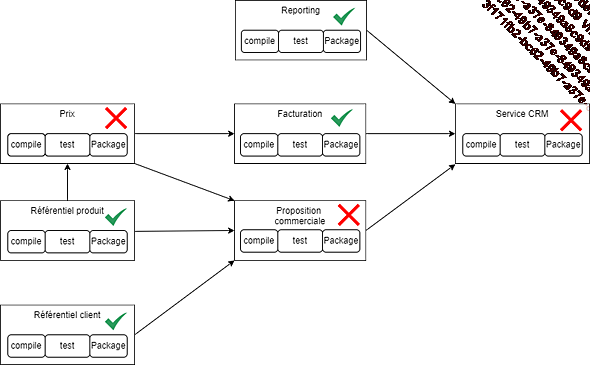 Reporting
compile test Package
Prix
compile test Package
Facturation
compile test Package
Service CRM
compile test Package
Référentiel produit
compile test Package
Proposition
commerciale
compile test Package
Référentiel client
compile test Package